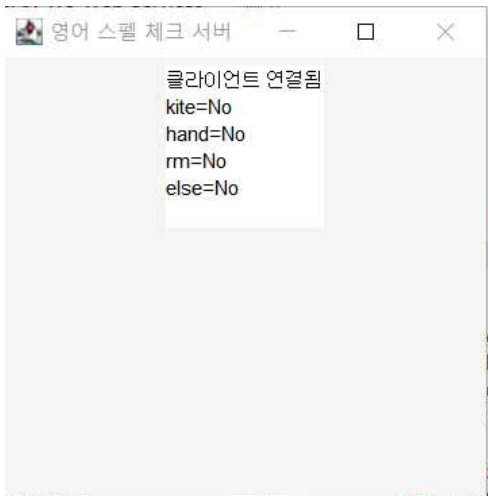 영어 스펠 체크 서버
클라이언트 연결됨
kite=No
hand=No
rm=No
else=No